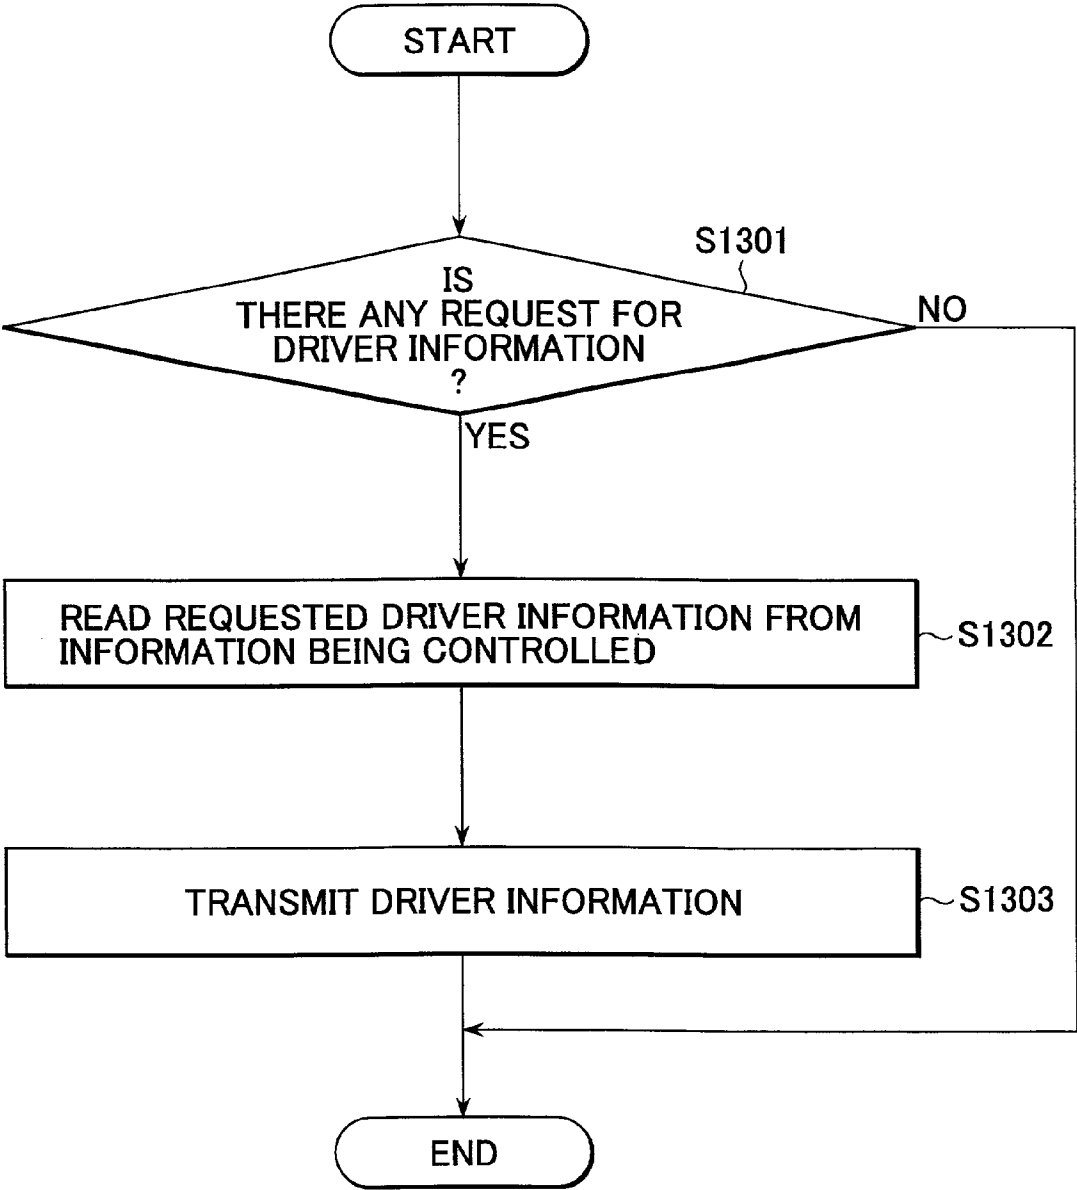 START
S1301
IS
THERE ANY REQUEST FOR
DRIVER INFORMATION
?
NO
YES
READ REQUESTED DRIVER INFORMATION FROM
INFORMATION BEING CONTROLLED
S1302
TRANSMIT DRIVER INFORMATION
S1303
END